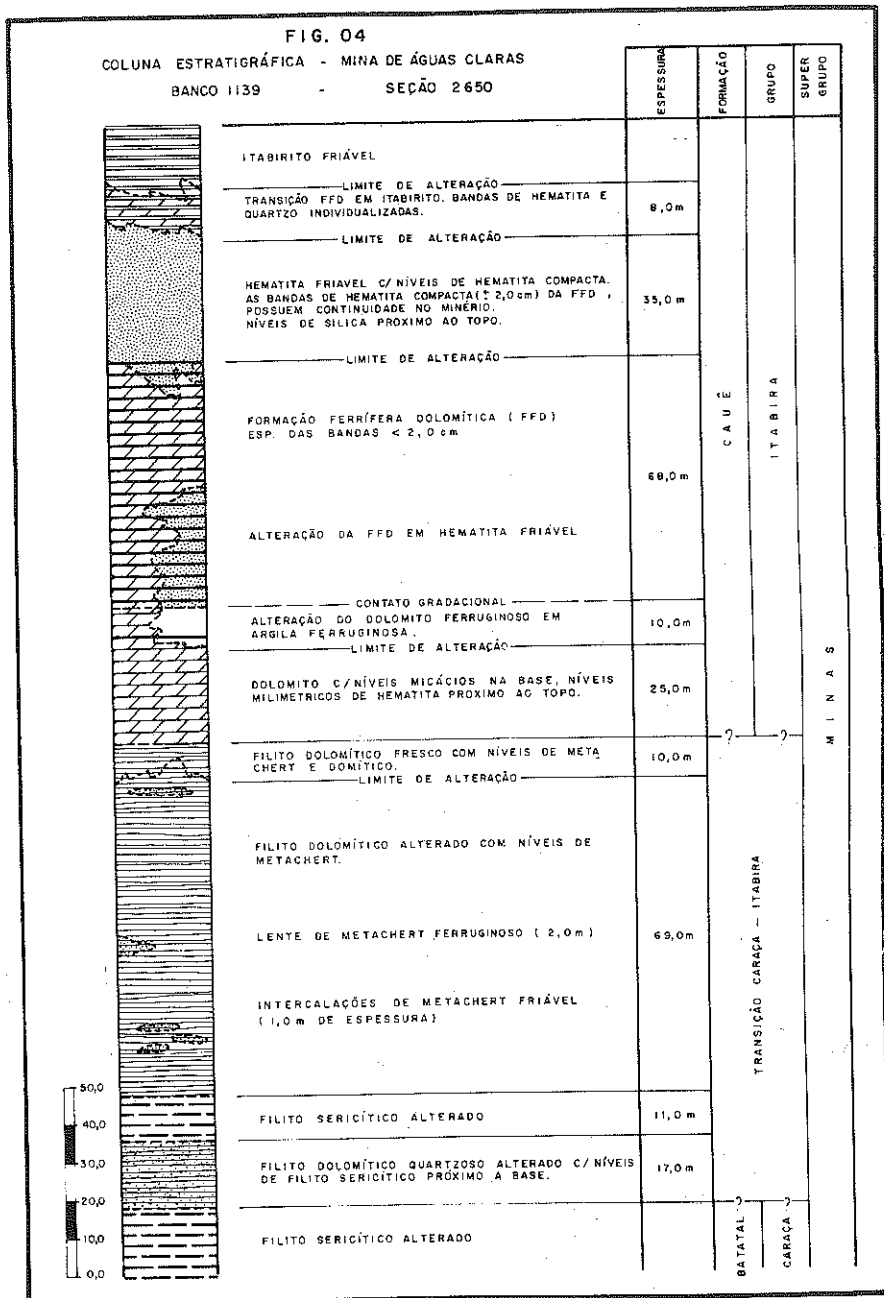 FIG. 04
COLUNA ESTRATIGRÁFICA - MINA DE ÁGUAS CLARAS
BANCO 1139 - SEÇÃO 2650
ESPESSURA
FORMAÇÃO
GRUPO
SUPER
GRUPO
ITABIRITO FRIÁVEL
LIMITE DE ALTERAÇÃO
TRANSIÇÃO FFD EM ITABIRITO. BANDAS DE HEMATITA E
QUARTZO INDIVIDUALIZADAS.
8,0m
LIMITE DE ALTERAÇÃO
HEMATITA FRIAVEL C/NÍVEIS DE HEMATITA COMPACTA.
AS BANDAS DE HEMATITA COMPACTA(± 2,0cm) DA FFD ,
POSSUEM CONTINUIDADE NO MINÉRIO.
NÍVEIS DE SILICA PROXIMO AO TOPO.
35,0m
LIMITE DE ALTERAÇÃO
FORMAÇÃO FERRÍFERA DOLOMÍTICA ( FFD )
ESP. DAS BANDAS < 2,0cm
68,0m
ALTERAÇÃO DA FFD EM HEMATITA FRIÁVEL
CONTATO GRADACIONAL
ALTERAÇÃO DO DOLOMITO FERRUGINOSO EM
ARGILA FERRUGINOSA.
10,0m
LIMITE DE ALTERAÇÃO
DOLOMITO C/NÍVEIS MICÁCIOS NA BASE, NÍVEIS
MILIMETRICOS DE HEMATITA PROXIMO AO TOPO.
25,0m
CAUÊ
ITABIRA
MINAS
? ?
FILITO DOLOMÍTICO FRESCO COM NÍVEIS DE META
CHERT E DOMÍTICO.
10,0m
LIMITE DE ALTERAÇÃO
FILITO DOLOMÍTICO ALTERADO COM NÍVEIS DE
METACHERT.
LENTE DE METACHERT FERRUGINOSO ( 2,0m )
69,0m
INTERCALAÇÕES DE METACHERT FRIÁVEL
( 1,0m DE ESPESSURA)
TRANSIÇÃO CARAÇA - ITABIRA
FILITO SERICÍTICO ALTERADO
11,0 m
FILITO DOLOMÍTICO QUARTZOSO ALTERADO C/NÍVEIS
DE FILITO SERICÍTICO PRÓXIMO A BASE.
17,0m
? ?
FILITO SERICÍTICO ALTERADO
BATATAL
CARAÇA
50,0
40,0
30,0
20,0
10,0
0,0